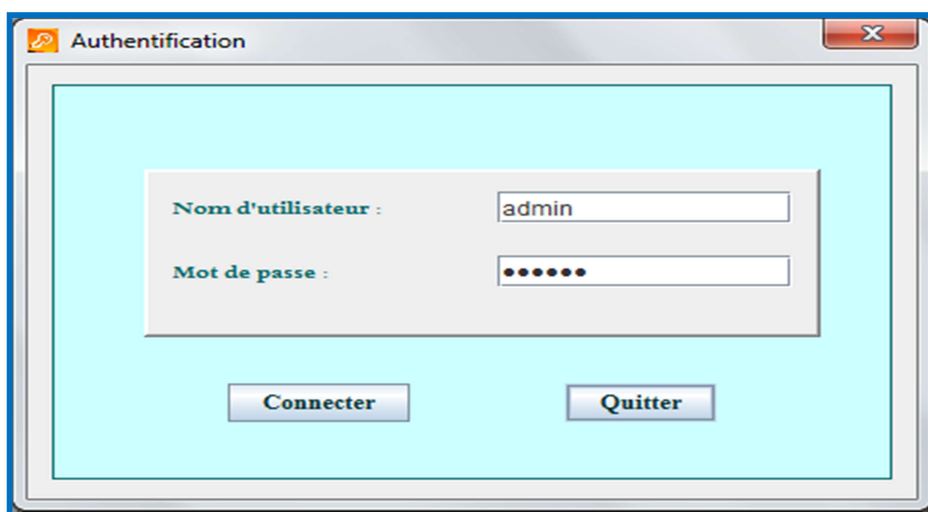 Authentification
Nom d'utilisateur : admin
Mot de passe : ••••••
Connecter Quitter